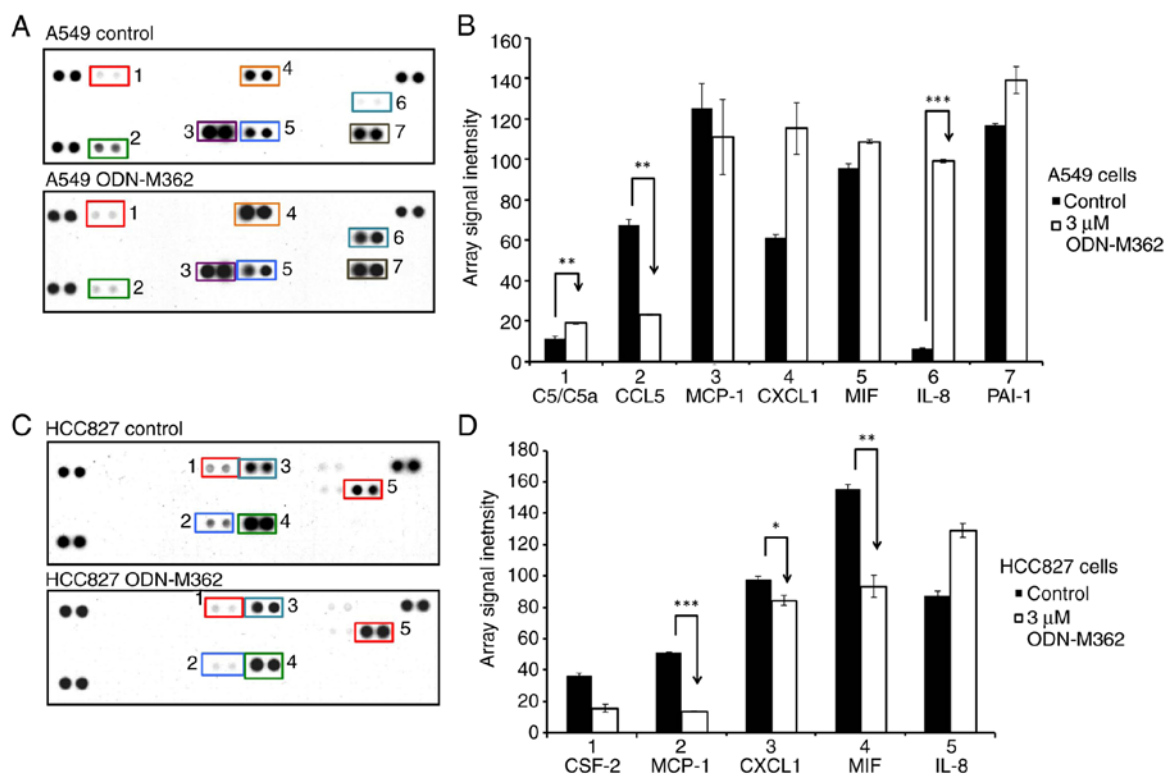 A
A549 control
1
4
6
2
3
5
7
A549 ODN-M362
1
4
6
3
5
7
2
B
Array signal inetnsity
160
140
120
100
80
60
40
20
0
**
**
***
1 2 3 4 5 6 7
C5/C5a CCL5 MCP-1 CXCL1 MIF IL-8 PAI-1
A549 cells
Control
3 µM
ODN-M362
C
HCC827 control
1
3
5
2
4
HCC827 ODN-M362
1
3
5
2
4
D
Array signal inetnsity
180
160
140
120
100
80
60
40
20
0
***
*
**
1 2 3 4 5
CSF-2 MCP-1 CXCL1 MIF IL-8
HCC827 cells
Control
3 µM
ODN-M362